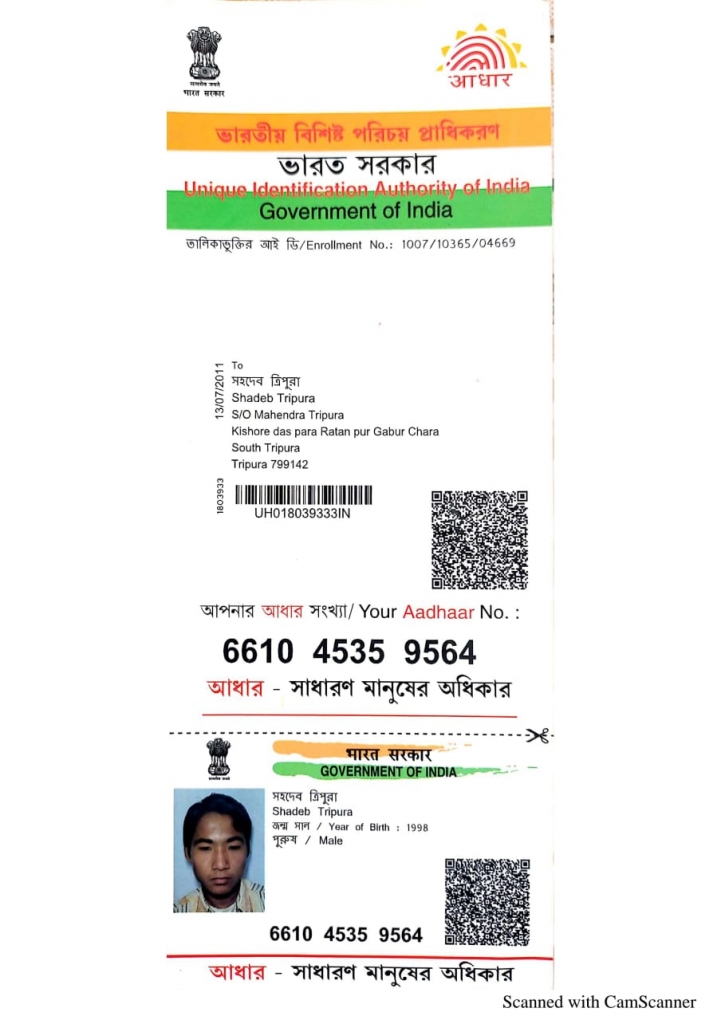 भारत सरकार
आधार
ভারতীয় বিশিষ্ট পরিচয় প্রাধিকরণ
ভারত সরকার
Unique Identification Authority of India
Government of India
তালিকাভুক্তির আই ডি/Enrollment No.: 1007/10365/04669
13/07/2011
To
সহদেব ত্রিপুরা
Shadeb Tripura
S/O Mahendra Tripura
Kishore das para Ratan pur Gabur Chara
South Tripura
Tripura 799142
1803933
UH018039333IN
আপনার আধার সংখ্যা/ Your Aadhaar No. :
6610 4535 9564
আধার - সাধারণ মানুষের অধিকার
भारत सरकार
GOVERNMENT OF INDIA
সহদেব ত্রিপুরা
Shadeb Tripura
জন্ম সাল / Year of Birth : 1998
পুরুষ / Male
6610 4535 9564
আধার - সাধারণ মানুষের অধিকার
Scanned with CamScanner